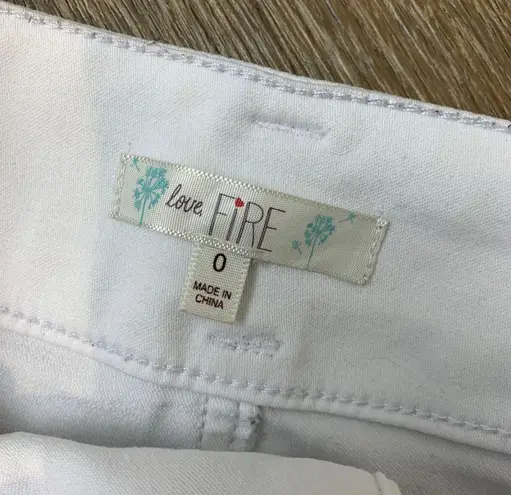 love, FiRE
0
MADE IN
CHINA